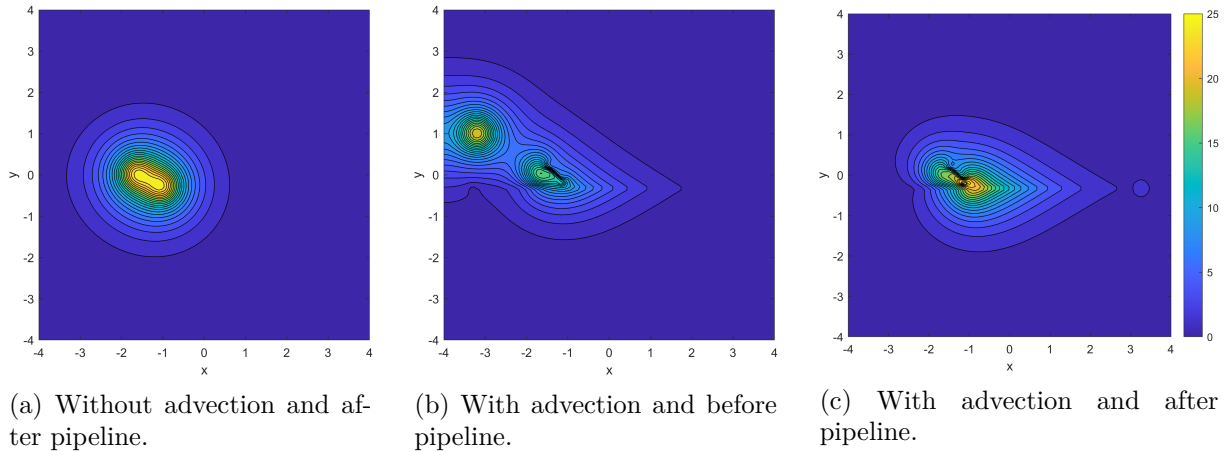 4
3
2
1
0
-1
-2
-3
-4
y
-4 -3 -2 -1 0 1 2 3 4
x
4
3
2
1
0
-1
-2
-3
-4
y
-4 -3 -2 -1 0 1 2 3 4
x
4
3
2
1
0
-1
-2
-3
-4
y
-4 -3 -2 -1 0 1 2 3 4
x
25
20
15
10
5
0
(a) Without advection and af-
ter pipeline.
(b) With advection and before
pipeline.
(c) With advection and after
pipeline.